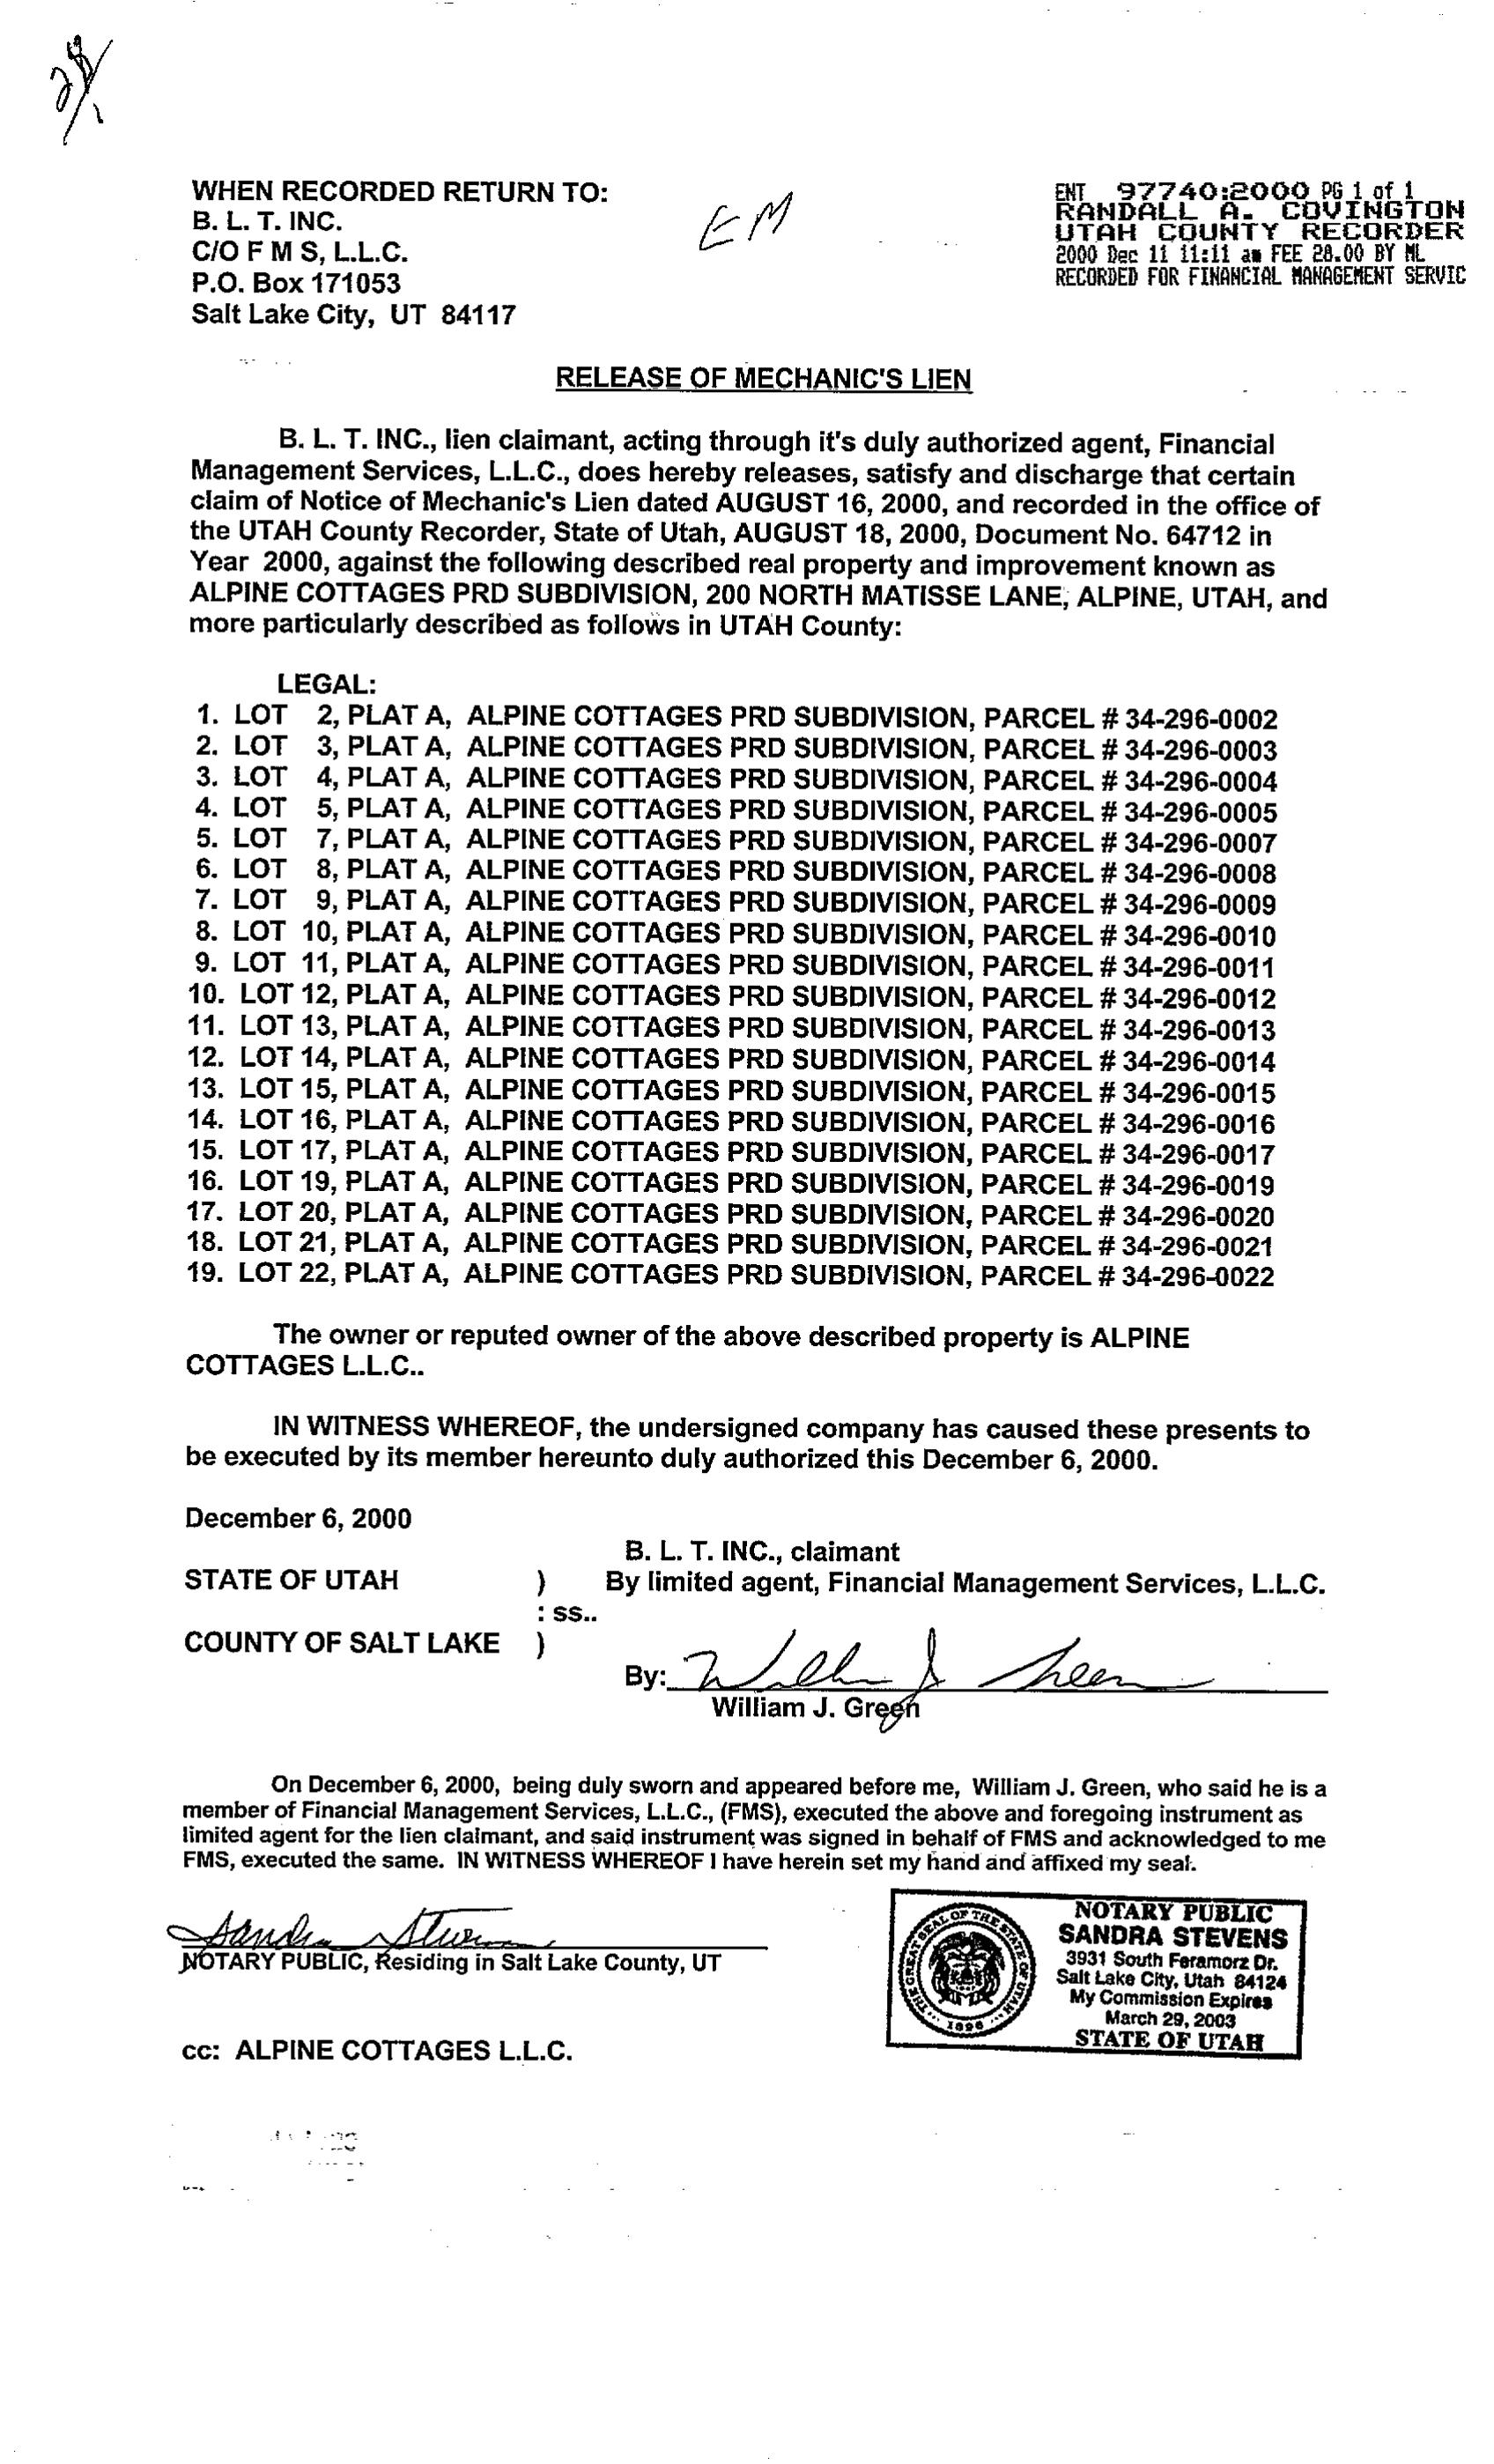 28/
WHEN RECORDED RETURN TO:
B. L. T. INC.
C/O F M S, L.L.C.
P.O. Box 171053
Salt Lake City, UT 84117
EM
ENT 97740:2000 PG 1 of 1
RANDALL A. COVINGTON
UTAH COUNTY RECORDER
2000 Dec 11 11:11 am FEE 28.00 BY ML
RECORDED FOR FINANCIAL MANAGEMENT SERVIC
RELEASE OF MECHANIC'S LIEN
B. L. T. INC., lien claimant, acting through it's duly authorized agent, Financial
Management Services, L.L.C., does hereby releases, satisfy and discharge that certain
claim of Notice of Mechanic's Lien dated AUGUST 16, 2000, and recorded in the office of
the UTAH County Recorder, State of Utah, AUGUST 18, 2000, Document No. 64712 in
Year 2000, against the following described real property and improvement known as
ALPINE COTTAGES PRD SUBDIVISION, 200 NORTH MATISSE LANE, ALPINE, UTAH, and
more particularly described as follows in UTAH County:
LEGAL:
1. LOT 2, PLAT A, ALPINE COTTAGES PRD SUBDIVISION, PARCEL # 34-296-0002
2. LOT 3, PLAT A, ALPINE COTTAGES PRD SUBDIVISION, PARCEL # 34-296-0003
3. LOT 4, PLAT A, ALPINE COTTAGES PRD SUBDIVISION, PARCEL # 34-296-0004
4. LOT 5, PLAT A, ALPINE COTTAGES PRD SUBDIVISION, PARCEL # 34-296-0005
5. LOT 7, PLAT A, ALPINE COTTAGES PRD SUBDIVISION, PARCEL # 34-296-0007
6. LOT 8, PLAT A, ALPINE COTTAGES PRD SUBDIVISION, PARCEL # 34-296-0008
7. LOT 9, PLAT A, ALPINE COTTAGES PRD SUBDIVISION, PARCEL # 34-296-0009
8. LOT 10, PLAT A, ALPINE COTTAGES PRD SUBDIVISION, PARCEL # 34-296-0010
9. LOT 11, PLAT A, ALPINE COTTAGES PRD SUBDIVISION, PARCEL # 34-296-0011
10. LOT 12, PLAT A, ALPINE COTTAGES PRD SUBDIVISION, PARCEL # 34-296-0012
11. LOT 13, PLAT A, ALPINE COTTAGES PRD SUBDIVISION, PARCEL # 34-296-0013
12. LOT 14, PLAT A, ALPINE COTTAGES PRD SUBDIVISION, PARCEL # 34-296-0014
13. LOT 15, PLAT A, ALPINE COTTAGES PRD SUBDIVISION, PARCEL # 34-296-0015
14. LOT 16, PLAT A, ALPINE COTTAGES PRD SUBDIVISION, PARCEL # 34-296-0016
15. LOT 17, PLAT A, ALPINE COTTAGES PRD SUBDIVISION, PARCEL # 34-296-0017
16. LOT 19, PLAT A, ALPINE COTTAGES PRD SUBDIVISION, PARCEL # 34-296-0019
17. LOT 20, PLAT A, ALPINE COTTAGES PRD SUBDIVISION, PARCEL # 34-296-0020
18. LOT 21, PLAT A, ALPINE COTTAGES PRD SUBDIVISION, PARCEL # 34-296-0021
19. LOT 22, PLAT A, ALPINE COTTAGES PRD SUBDIVISION, PARCEL # 34-296-0022
The owner or reputed owner of the above described property is ALPINE
COTTAGES L.L.C..
IN WITNESS WHEREOF, the undersigned company has caused these presents to
be executed by its member hereunto duly authorized this December 6, 2000.
December 6, 2000
B. L. T. INC., claimant
STATE OF UTAH ) By limited agent, Financial Management Services, L.L.C.
: ss..
COUNTY OF SALT LAKE )
By: William J Green
William J. Green
On December 6, 2000, being duly sworn and appeared before me, William J. Green, who said he is a
member of Financial Management Services, L.L.C., (FMS), executed the above and foregoing instrument as
limited agent for the lien claimant, and said instrument was signed in behalf of FMS and acknowledged to me
FMS, executed the same. IN WITNESS WHEREOF I have herein set my hand and affixed my seal.
Sandra Stevens
NOTARY PUBLIC, Residing in Salt Lake County, UT
THE GREAT SEAL OF THE STATE OF UTAH
1896
NOTARY PUBLIC
SANDRA STEVENS
3931 South Feramorz Dr.
Salt Lake City, Utah 84124
My Commission Expires
March 29, 2003
STATE OF UTAH
cc: ALPINE COTTAGES L.L.C.